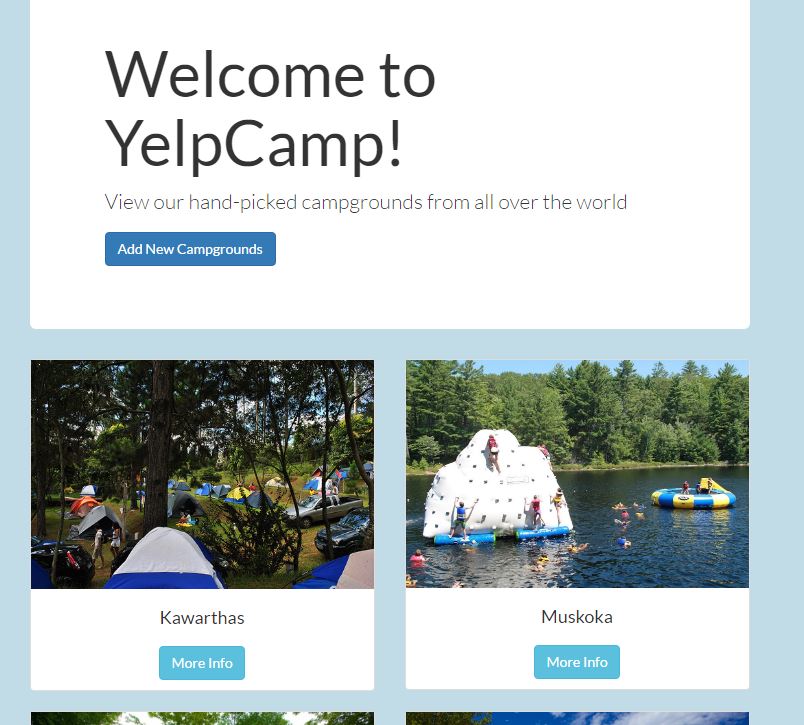 Welcome to
YelpCamp!
View our hand-picked campgrounds from all over the world
Add New Campgrounds
Kawarthas
Muskoka
More Info
More Info